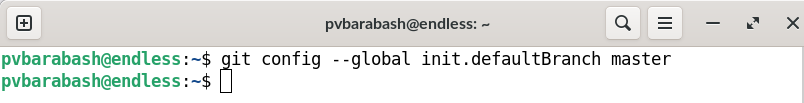 pvbarabash@endless: ~
pvbarabash@endless:~$ git config --global init.defaultBranch master
pvbarabash@endless:~$